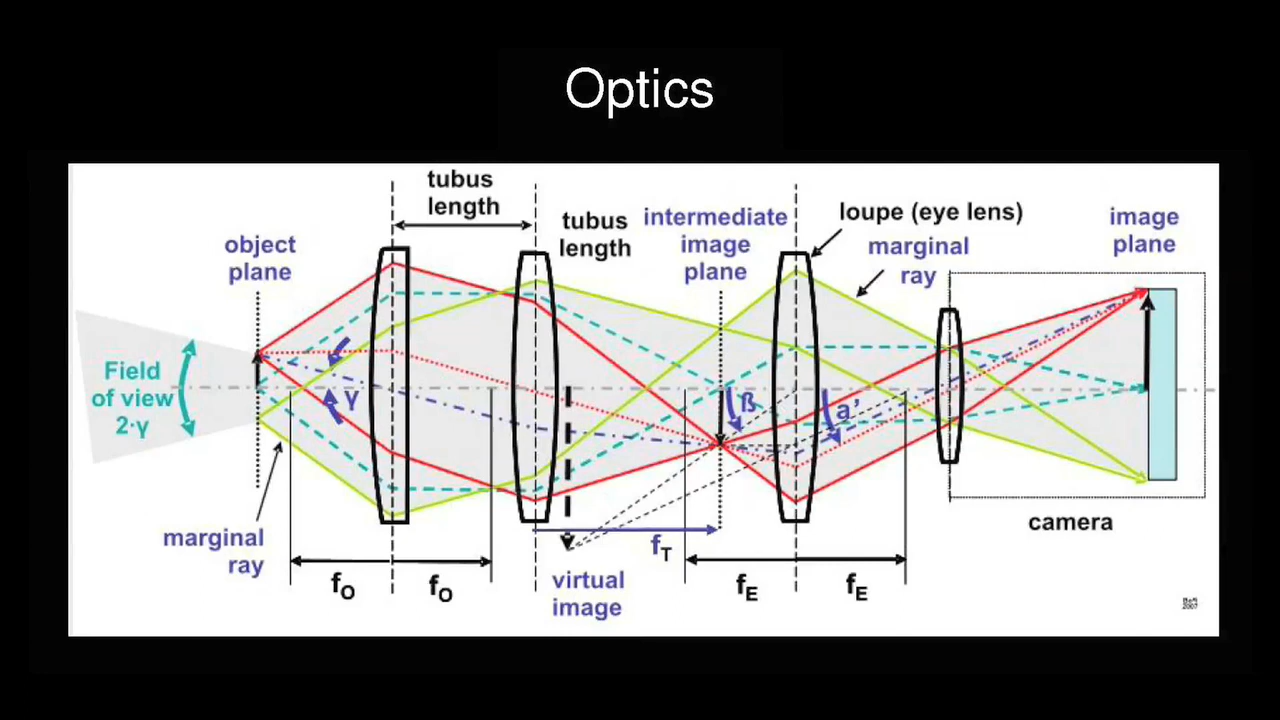 Optics
tubus
length
tubus
length
intermediate
image
plane
loupe (eye lens)
marginal
ray
image
plane
object
plane
Field
of view
2·γ
γ
ß
a’
marginal
ray
camera
fO
fO
fT
virtual
image
fE
fE
2007